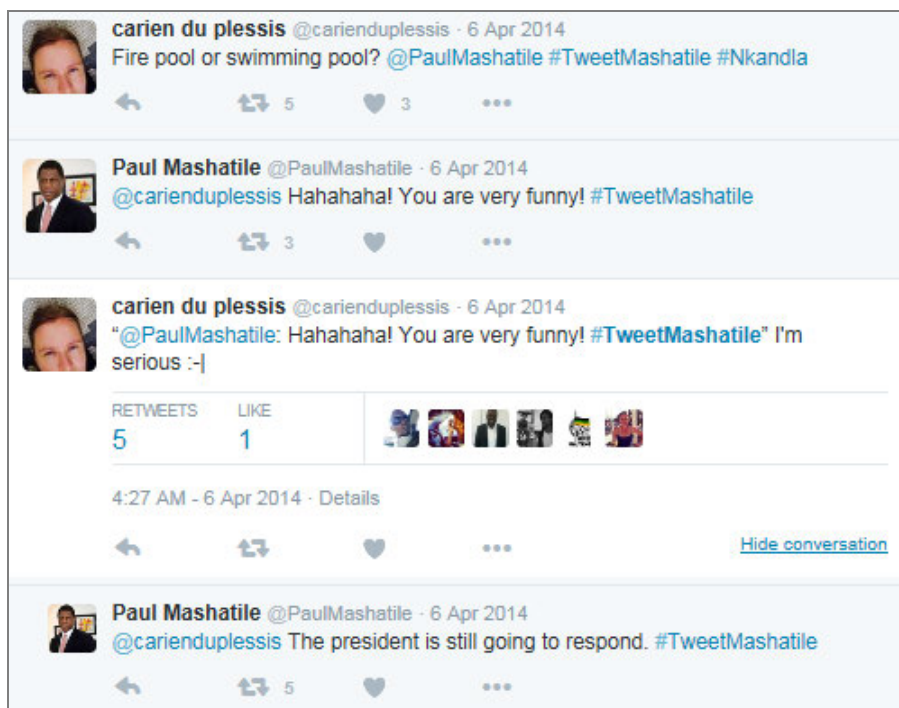 carien du plessis @carienduplessis · 6 Apr 2014
Fire pool or swimming pool? @PaulMashatile #TweetMashatile #Nkandla
5 3
Paul Mashatile @PaulMashatile · 6 Apr 2014
@carienduplessis Hahahaha! You are very funny! #TweetMashatile
3
carien du plessis @carienduplessis · 6 Apr 2014
“@PaulMashatile: Hahahaha! You are very funny! #TweetMashatile” I'm
serious :-|
RETWEETS LIKE
5 1
4:27 AM - 6 Apr 2014 · Details
Hide conversation
Paul Mashatile @PaulMashatile · 6 Apr 2014
@carienduplessis The president is still going to respond. #TweetMashatile
5